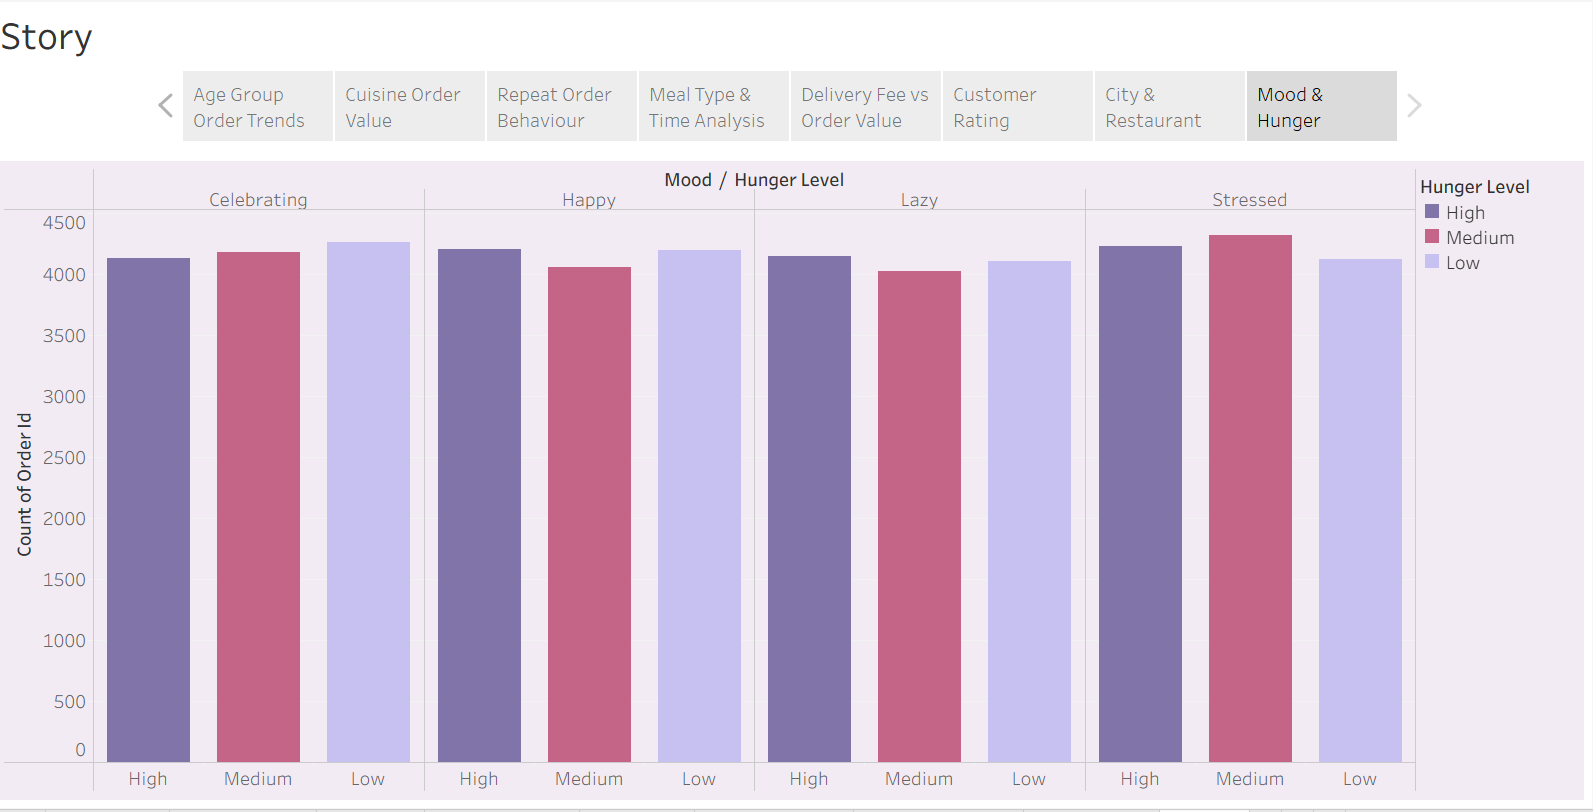 Story
Age Group
Order Trends
Cuisine Order
Value
Repeat Order
Behaviour
Meal Type &
Time Analysis
Delivery Fee vs
Order Value
Customer
Rating
City &
Restaurant
Mood &
Hunger
Mood / Hunger Level
Celebrating
Happy
Lazy
Stressed
Hunger Level
High
Medium
Low
Count of Order Id
4500
4000
3500
3000
2500
2000
1500
1000
500
0
High
Medium
Low
High
Medium
Low
High
Medium
Low
High
Medium
Low